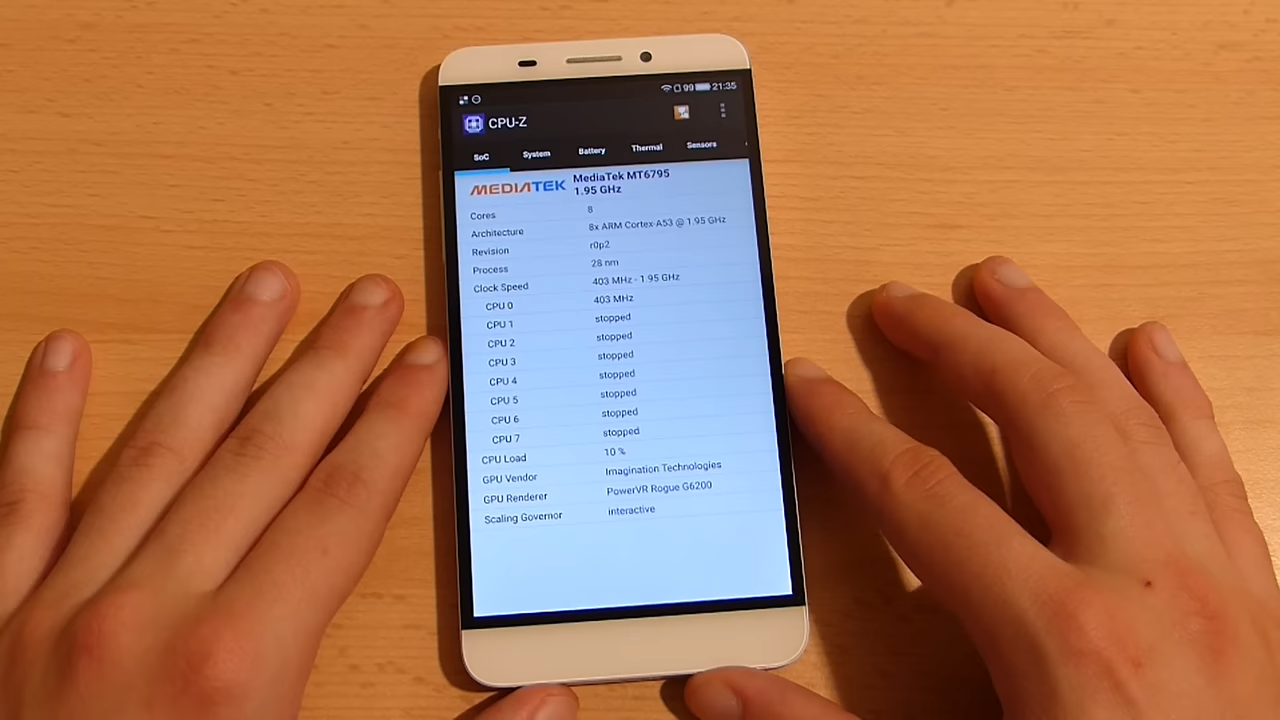 99 21:35
CPU-Z
SoC System Battery Thermal Sensors
MEDIATEK MediaTek MT6795
1.95 GHz
Cores 8
Architecture 8x ARM Cortex-A53 @ 1.95 GHz
Revision r0p2
Process 28 nm
Clock Speed 403 MHz - 1.95 GHz
CPU 0 403 MHz
CPU 1 stopped
CPU 2 stopped
CPU 3 stopped
CPU 4 stopped
CPU 5 stopped
CPU 6 stopped
CPU 7 stopped
CPU Load 10 %
GPU Vendor Imagination Technologies
GPU Renderer PowerVR Rogue G6200
Scaling Governor interactive